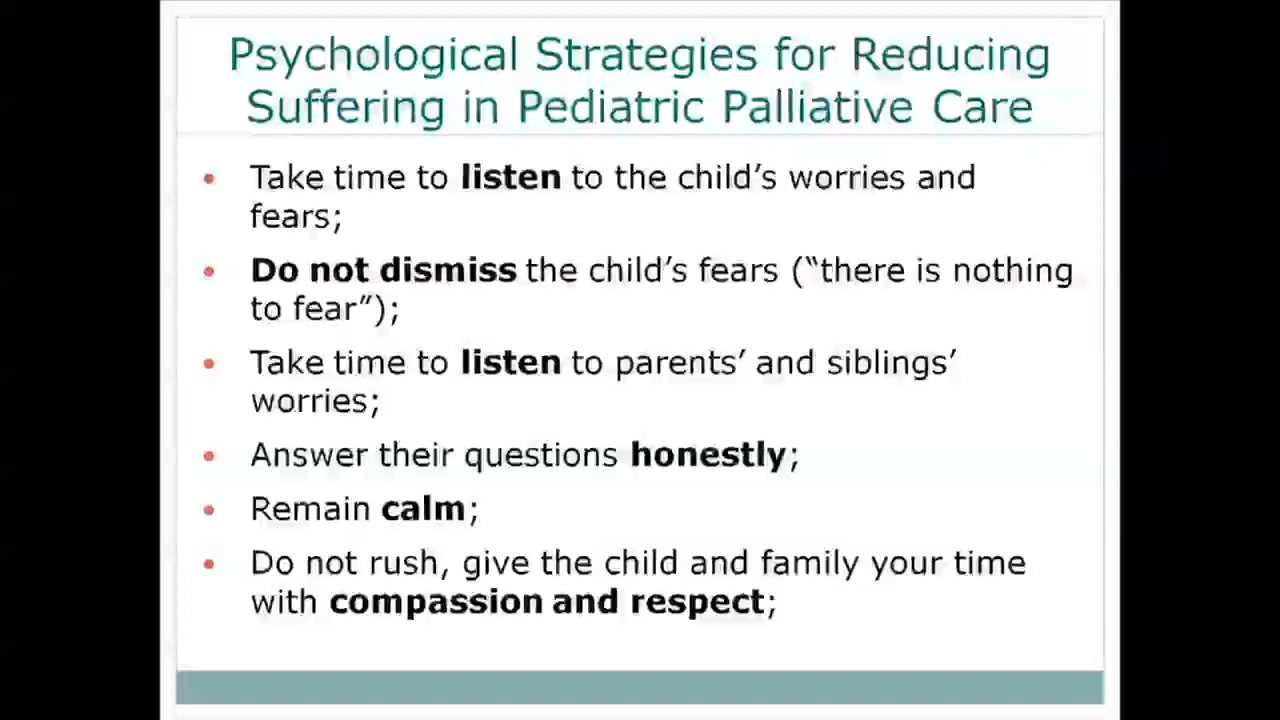 Psychological Strategies for Reducing
Suffering in Pediatric Palliative Care
• Take time to listen to the child’s worries and
fears;
• Do not dismiss the child’s fears (“there is nothing
to fear”);
• Take time to listen to parents’ and siblings’
worries;
• Answer their questions honestly;
• Remain calm;
• Do not rush, give the child and family your time
with compassion and respect;